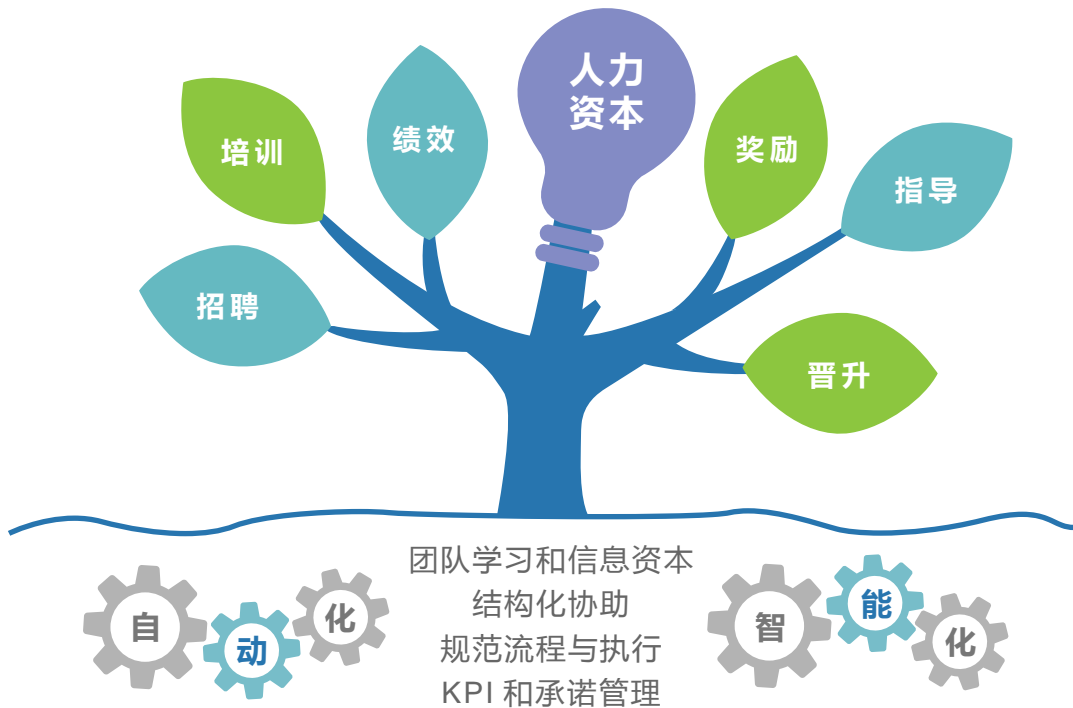 人力
资本
培训
绩效
奖励
指导
招聘
晋升
团队学习和信息资本
结构化协助
规范流程与执行
KPI 和承诺管理
自动化
智能化